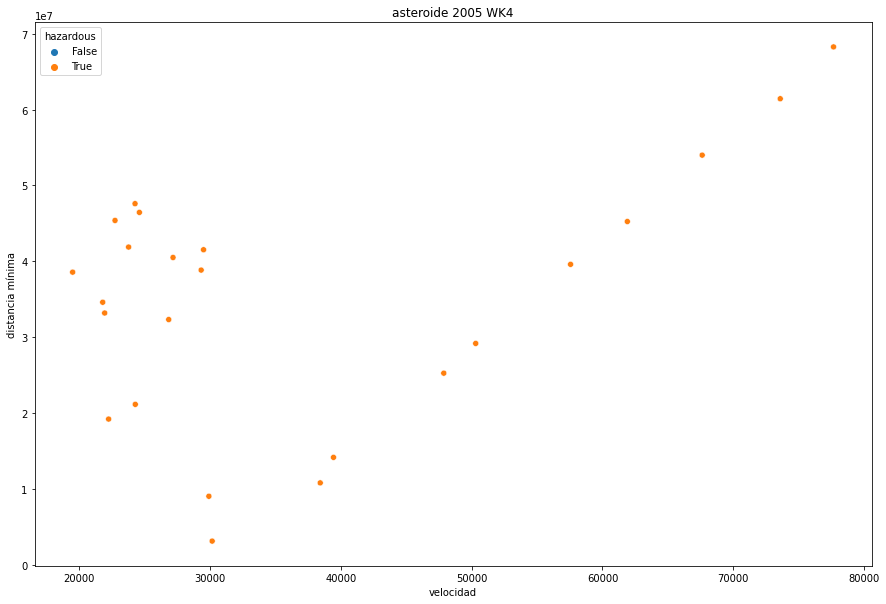 asteroide 2005 WK4
1e7
hazardous
False
True
7
6
5
4
3
2
1
0
distancia mínima
20000 30000 40000 50000 60000 70000 80000
velocidad